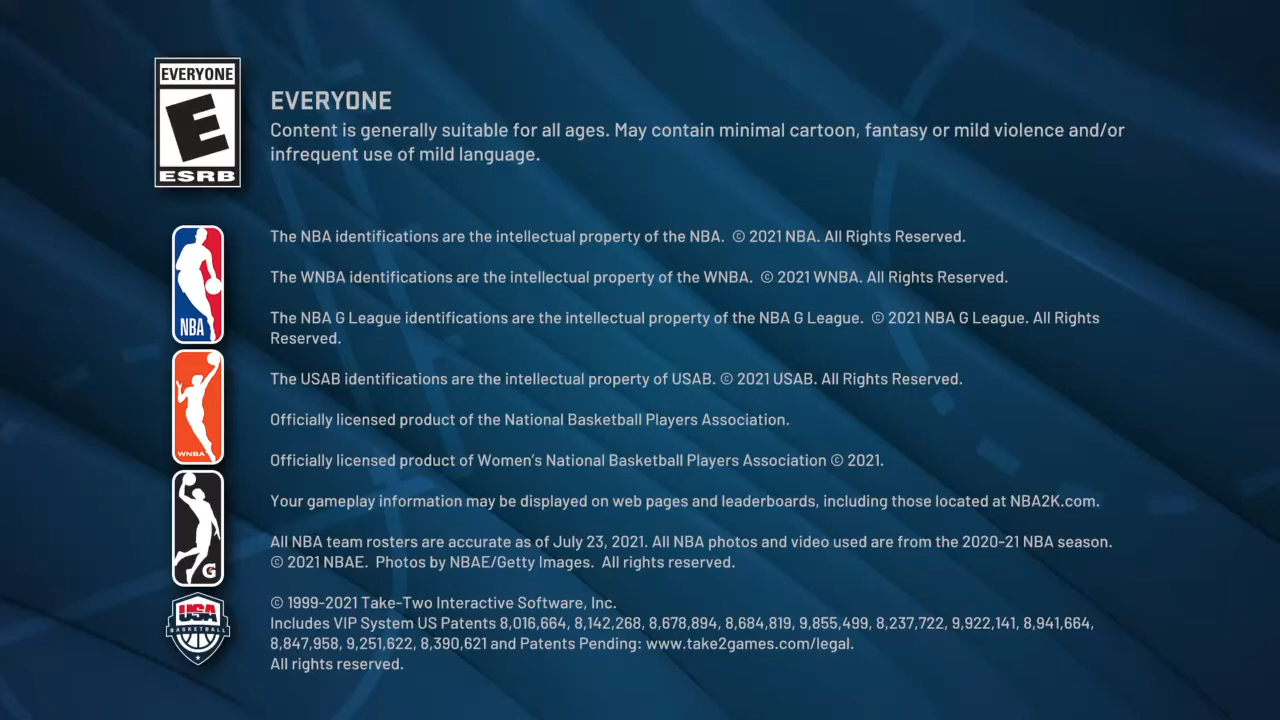 EVERYONE
E
ESRB
EVERYONE
Content is generally suitable for all ages. May contain minimal cartoon, fantasy or mild violence and/or
infrequent use of mild language.
NBA
WNBA
G
USA
BASKETBALL
The NBA identifications are the intellectual property of the NBA.  © 2021 NBA. All Rights Reserved.
The WNBA identifications are the intellectual property of the WNBA.  © 2021 WNBA. All Rights Reserved.
The NBA G League identifications are the intellectual property of the NBA G League.  © 2021 NBA G League. All Rights
Reserved.
The USAB identifications are the intellectual property of USAB. © 2021 USAB. All Rights Reserved.
Officially licensed product of the National Basketball Players Association.
Officially licensed product of Women's National Basketball Players Association © 2021.
Your gameplay information may be displayed on web pages and leaderboards, including those located at NBA2K.com.
All NBA team rosters are accurate as of July 23, 2021. All NBA photos and video used are from the 2020-21 NBA season.
© 2021 NBAE.  Photos by NBAE/Getty Images.  All rights reserved.
© 1999-2021 Take-Two Interactive Software, Inc.
Includes VIP System US Patents 8,016,664, 8,142,268, 8,678,894, 8,684,819, 9,855,499, 8,237,722, 9,922,141, 8,941,664,
8,847,958, 9,251,622, 8,390,621 and Patents Pending: www.take2games.com/legal.
All rights reserved.